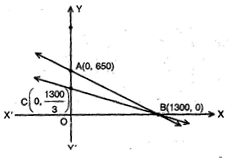 Y
A(0, 650)
C(0, 1300/3)
B(1300, 0)
X'
O
X
Y'